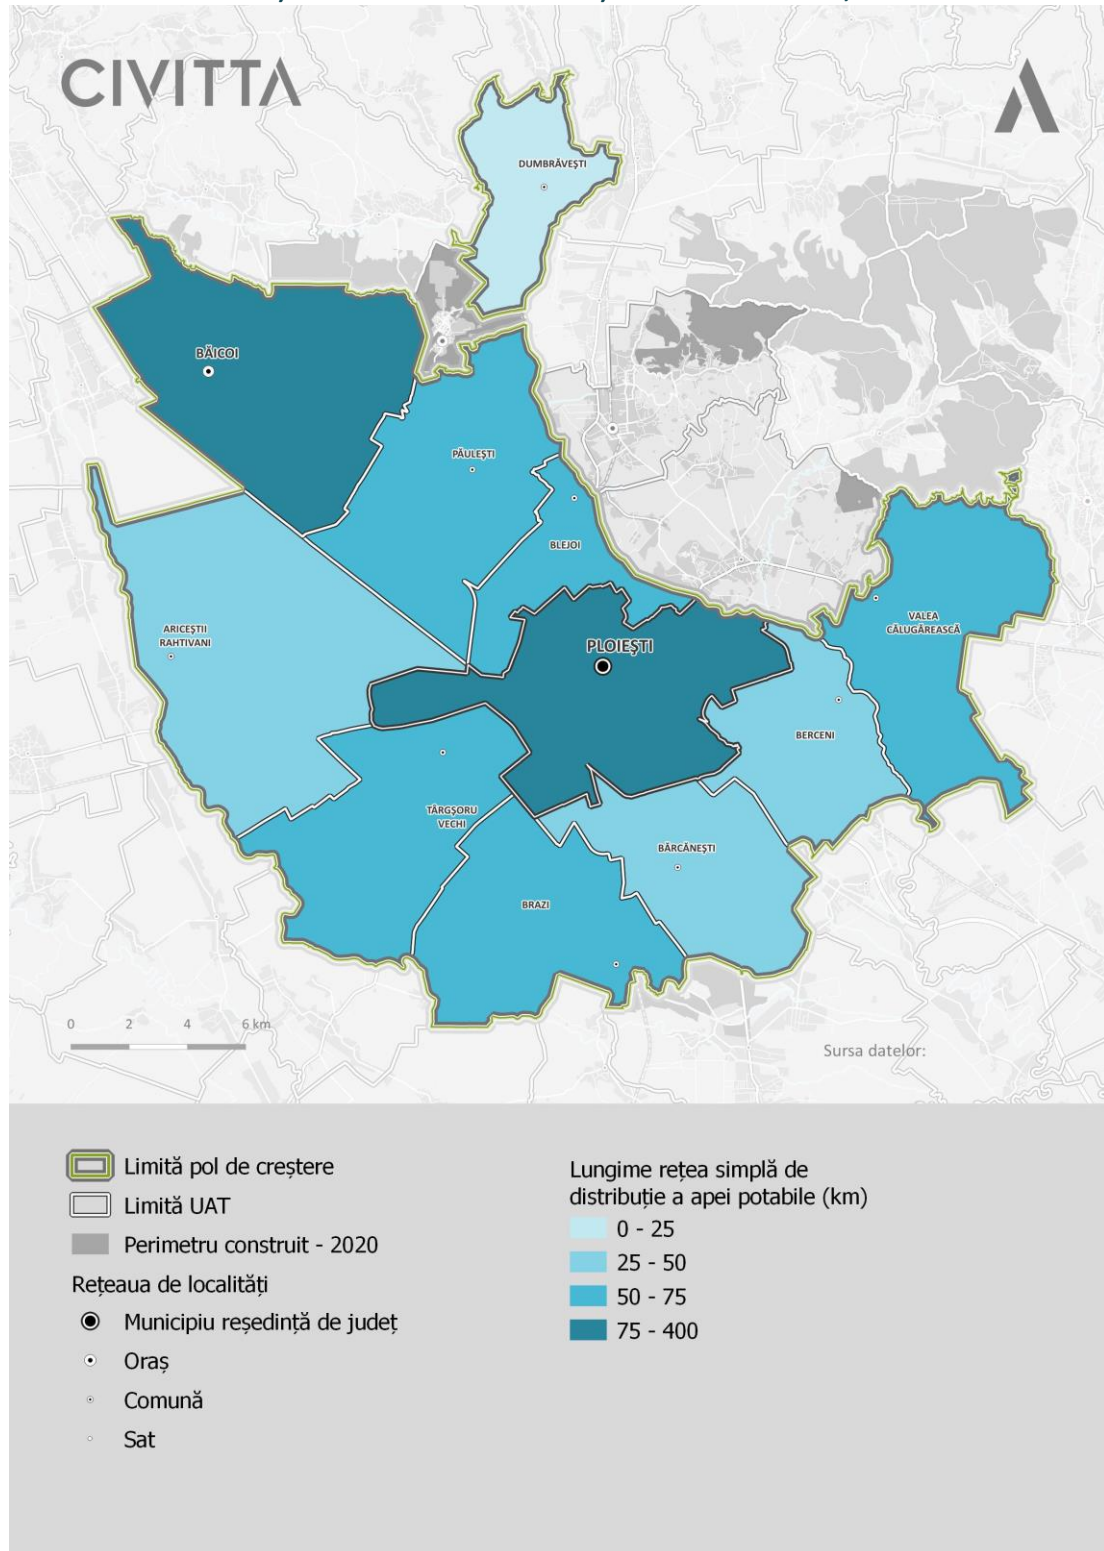 CIVITTA
DUMBRĂVEȘTI
BĂICOI
PĂULEȘTI
BLEJOI
ARICEȘTII
RAHTIVANI
PLOIEȘTI
VALEA
CĂLUGĂREASCĂ
BERCENI
TÂRGȘORU
VECHI
BĂRCĂNEȘTI
BRAZI
0 2 4 6 km
Sursa datelor:
Limită pol de creștere
Limită UAT
Perimetru construit - 2020
Rețeaua de localități
Municipiu reședință de județ
Oraș
Comună
Sat
Lungime rețea simplă de
distribuție a apei potabile (km)
0 - 25
25 - 50
50 - 75
75 - 400